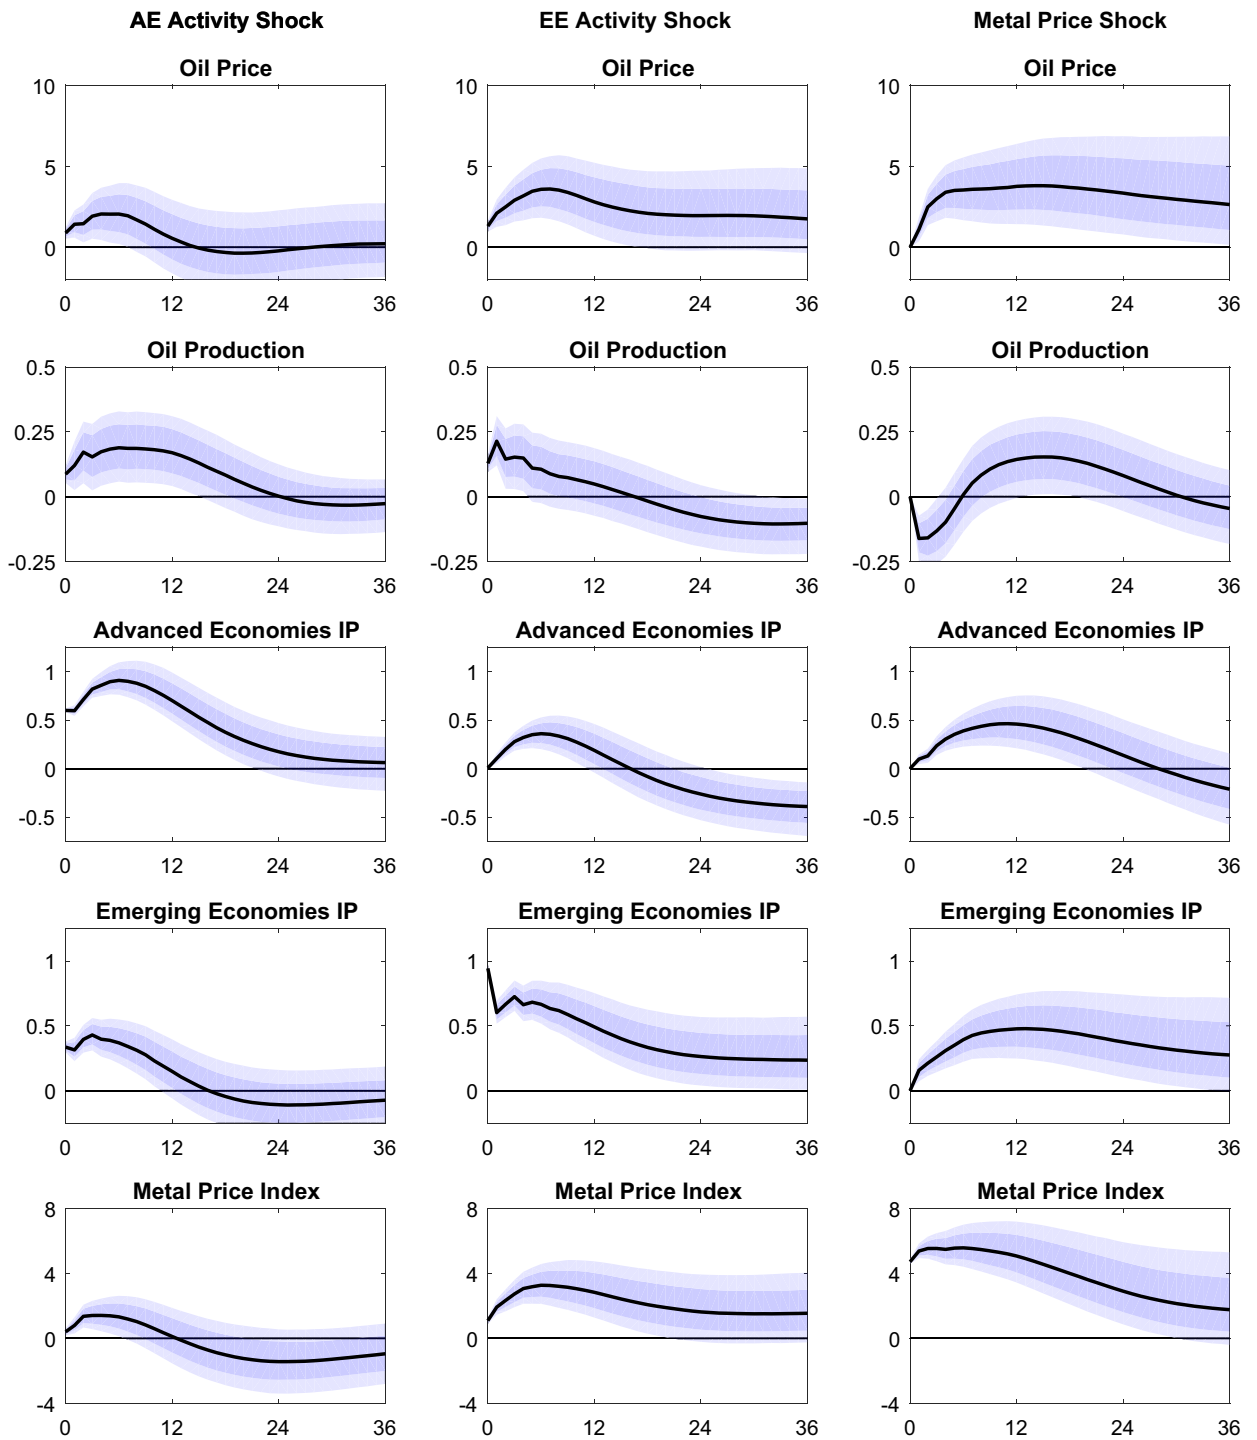 AE Activity Shock EE Activity Shock Metal Price Shock
Oil Price Oil Price Oil Price
10 10 10
5 5 5
0 0 0
0 12 24 36 0 12 24 36 0 12 24 36
Oil Production Oil Production Oil Production
0.5 0.5 0.5
0.25 0.25 0.25
0 0 0
-0.25 -0.25 -0.25
0 12 24 36 0 12 24 36 0 12 24 36
Advanced Economies IP Advanced Economies IP Advanced Economies IP
1 1 1
0.5 0.5 0.5
0 0 0
-0.5 -0.5 -0.5
0 12 24 36 0 12 24 36 0 12 24 36
Emerging Economies IP Emerging Economies IP Emerging Economies IP
1 1 1
0.5 0.5 0.5
0 0 0
0 12 24 36 0 12 24 36 0 12 24 36
Metal Price Index Metal Price Index Metal Price Index
8 8 8
4 4 4
0 0 0
-4 -4 -4
0 12 24 36 0 12 24 36 0 12 24 36